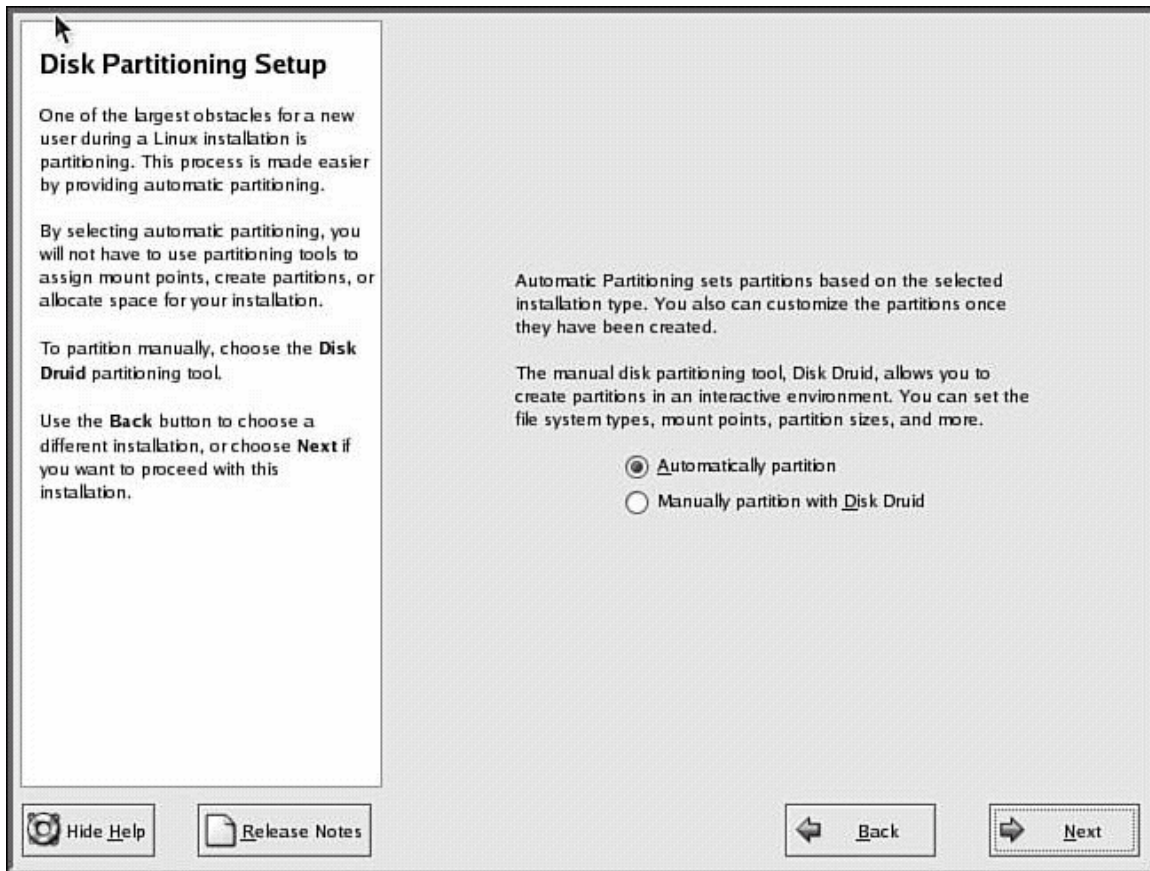 Disk Partitioning Setup
One of the largest obstacles for a new
user during a Linux installation is
partitioning. This process is made easier
by providing automatic partitioning.
By selecting automatic partitioning, you
will not have to use partitioning tools to
assign mount points, create partitions, or
allocate space for your installation.
To partition manually, choose the Disk
Druid partitioning tool.
Use the Back button to choose a
different installation, or choose Next if
you want to proceed with this
installation.
Automatic Partitioning sets partitions based on the selected
installation type. You also can customize the partitions once
they have been created.
The manual disk partitioning tool, Disk Druid, allows you to
create partitions in an interactive environment. You can set the
file system types, mount points, partition sizes, and more.
Automatically partition
Manually partition with Disk Druid
Hide Help
Release Notes
Back
Next